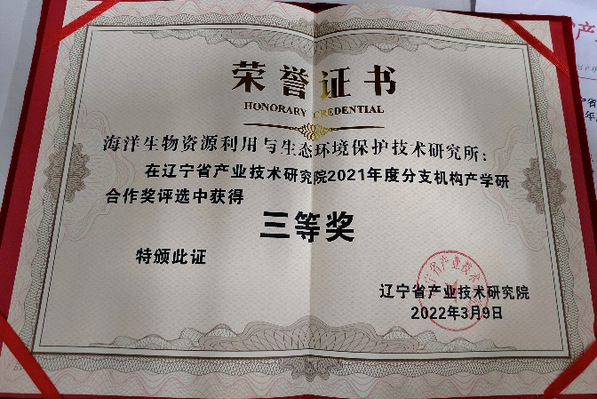 荣誉证书
HONORARY CREDENTIAL
海洋生物资源利用与生态环境保护技术研究所：
在辽宁省产业技术研究院2021年度分支机构产学研
合作奖评选中获得
三等奖
特颁此证
辽宁省产业技术研究院
2022年3月9日